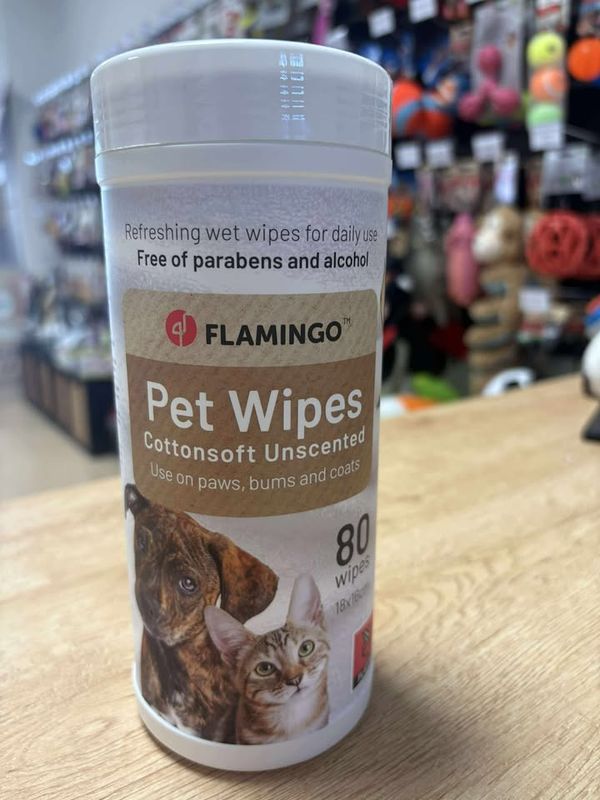 Refreshing wet wipes for daily use
Free of parabens and alcohol
FLAMINGO™
Pet Wipes
Cottonsoft Unscented
Use on paws, bums and coats
80
wipes